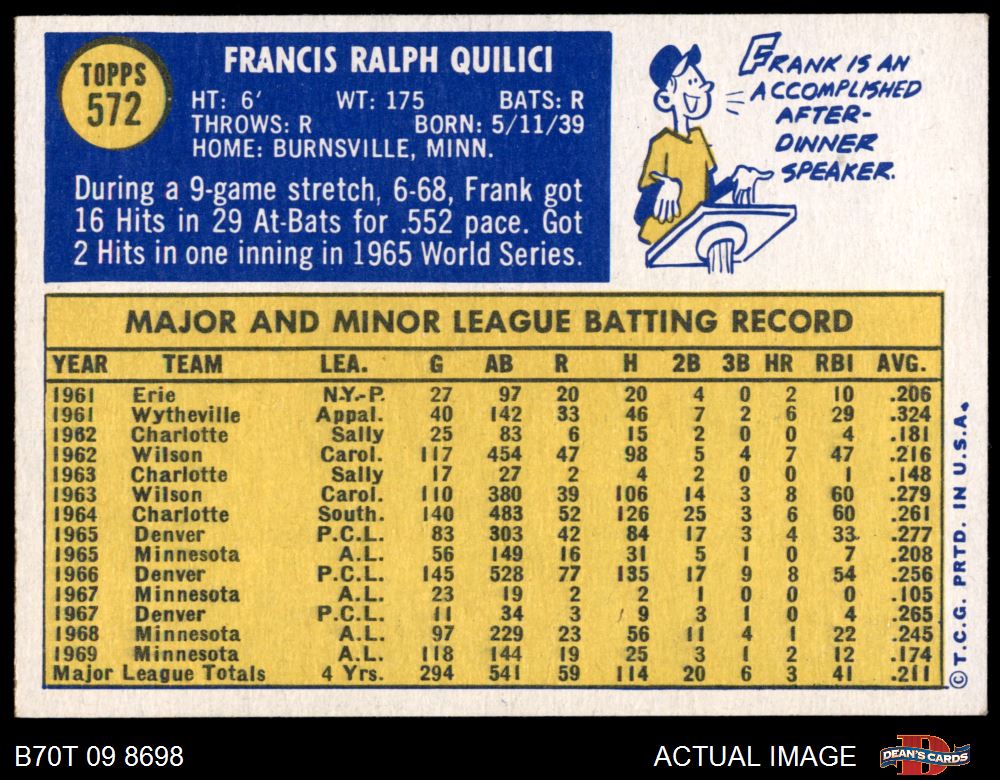 TOPPS
572
FRANCIS RALPH QUILICI
HT: 6' WT: 175 BATS: R
THROWS: R BORN: 5/11/39
HOME: BURNSVILLE, MINN.
During a 9-game stretch, 6-68, Frank got
16 Hits in 29 At-Bats for .552 pace. Got
2 Hits in one inning in 1965 World Series.
FRANK IS AN
ACCOMPLISHED
AFTER-
DINNER
SPEAKER.
MAJOR AND MINOR LEAGUE BATTING RECORD
YEAR TEAM LEA. G AB R H 2B 3B HR RBI AVG.
1961 Erie N.Y.-P. 27 97 20 20 4 0 2 10 .206
1961 Wytheville Appal. 40 142 33 46 7 2 6 29 .324
1962 Charlotte Sally 25 83 6 15 2 0 0 4 .181
1962 Wilson Carol. 117 454 47 98 5 4 7 47 .216
1963 Charlotte Sally 17 27 2 4 2 0 0 1 .148
1963 Wilson Carol. 110 380 39 106 14 3 8 60 .279
1964 Charlotte South. 140 483 52 126 25 3 6 60 .261
1965 Denver P.C.L. 83 303 42 84 17 3 4 33 .277
1965 Minnesota A.L. 56 149 16 31 5 1 0 7 .208
1966 Denver P.C.L. 145 528 77 135 17 9 8 54 .256
1967 Minnesota A.L. 23 19 2 2 1 0 0 0 .105
1967 Denver P.C.L. 11 34 3 9 3 1 0 4 .265
1968 Minnesota A.L. 97 229 23 56 11 4 1 22 .245
1969 Minnesota A.L. 118 144 19 25 3 1 2 12 .174
Major League Totals 4 Yrs. 294 541 59 114 20 6 3 41 .211
© T.C.G. PRTD. IN U.S.A.
B70T 09 8698
ACTUAL IMAGE
DEAN'S CARDS